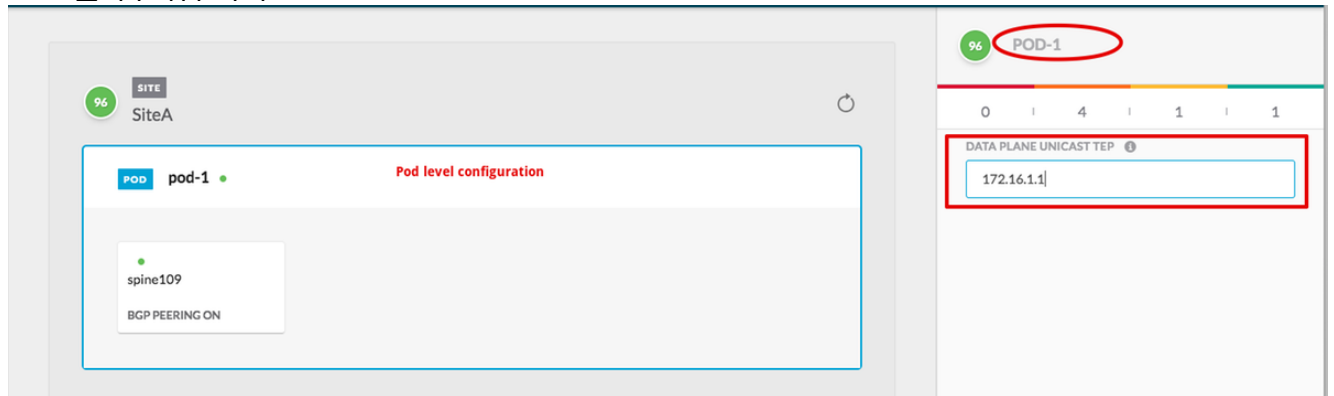 96
SITE
SiteA
POD pod-1
Pod level configuration
spine109
BGP PEERING ON
96 POD-1
0 4 1 1
DATA PLANE UNICAST TEP
172.16.1.1